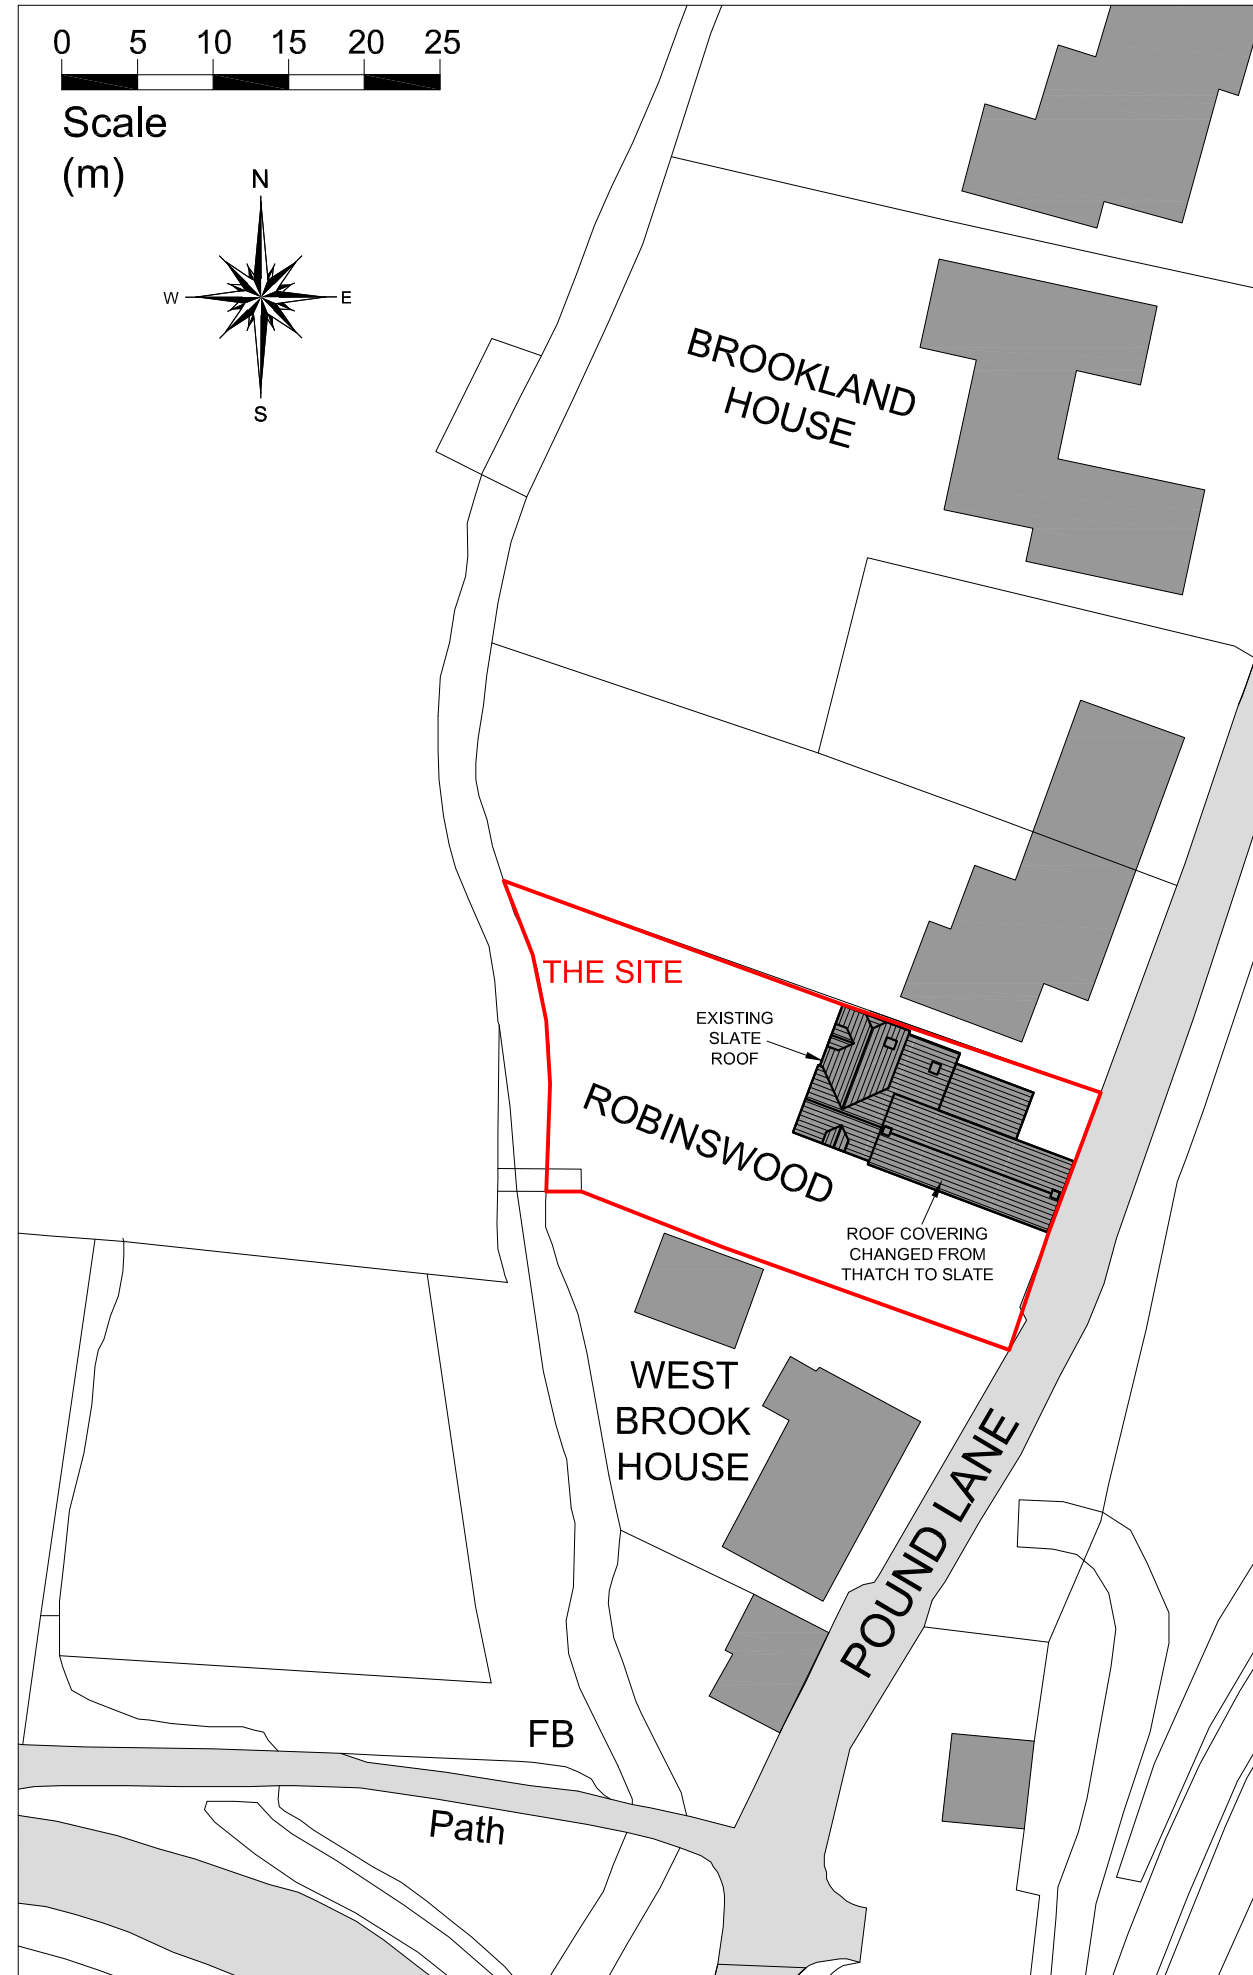 0 5 10 15 20 25
Scale
(m)
N
W E
S
BROOKLAND
HOUSE
THE SITE
EXISTING
SLATE
ROOF
ROBINSWOOD
ROOF COVERING
CHANGED FROM
THATCH TO SLATE
WEST
BROOK
HOUSE
POUND LANE
FB
Path